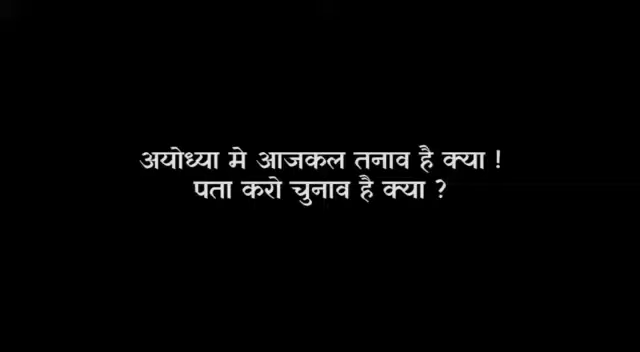 अयोध्या मे आजकल तनाव है क्या !
पता करो चुनाव है क्या ?